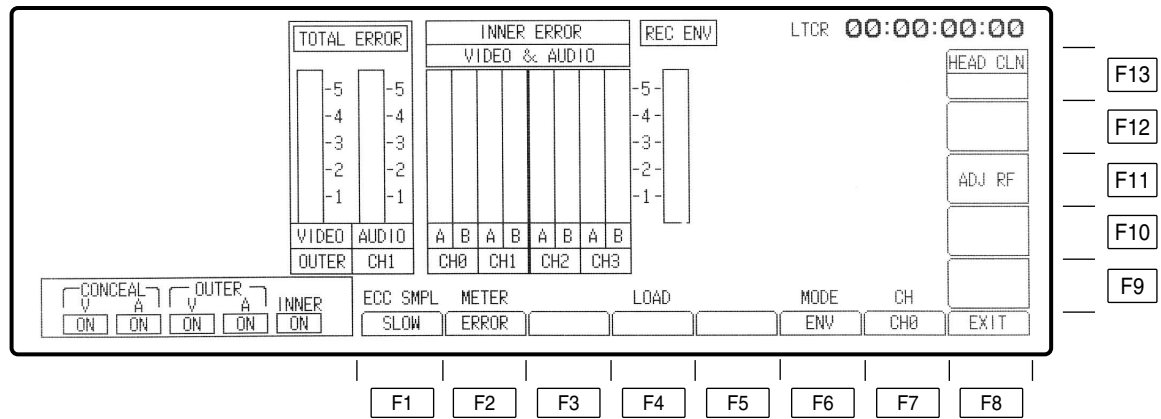 TOTAL ERROR
INNER ERROR
VIDEO & AUDIO
REC ENV
LTCR 00:00:00:00
HEAD CLN
F13
F12
ADJ RF
F11
F10
F9
-5 -5 -5-
-4 -4 -4-
-3 -3 -3-
-2 -2 -2-
-1 -1 -1-
VIDEO AUDIO A B A B A B A B
OUTER CH1 CH0 CH1 CH2 CH3
CONCEAL OUTER
V A V A INNER
ON ON ON ON ON
ECC SMPL METER LOAD MODE CH
SLOW ERROR ENV CH0 EXIT
F1 F2 F3 F4 F5 F6 F7 F8